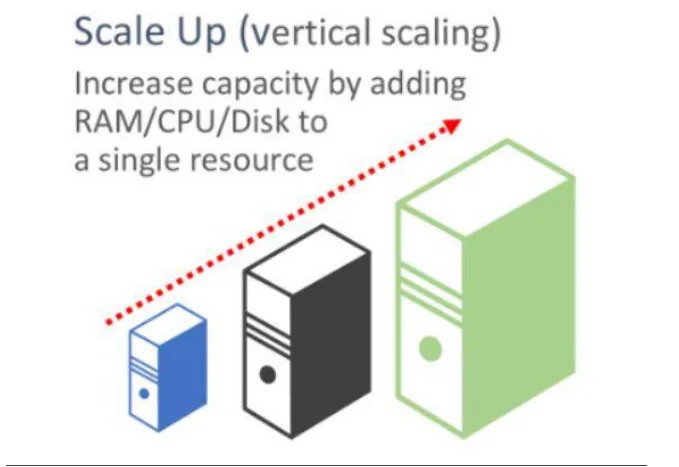 Scale Up (vertical scaling)
Increase capacity by adding
RAM/CPU/Disk to
a single resource